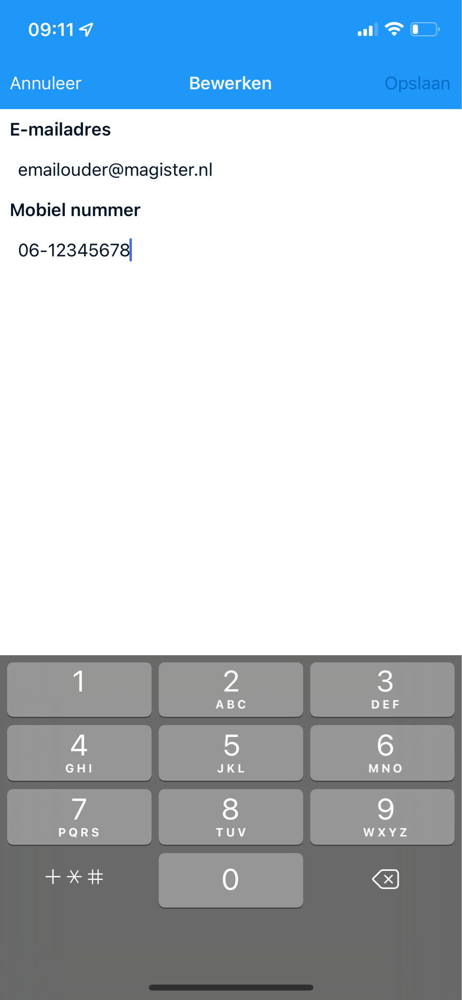 09:11
Annuleer Bewerken Opslaan
E-mailadres
emailouder@magister.nl
Mobiel nummer
06-12345678
1 2 3
ABC DEF
4 5 6
GHI JKL MNO
7 8 9
PQRS TUV WXYZ
+*# 0